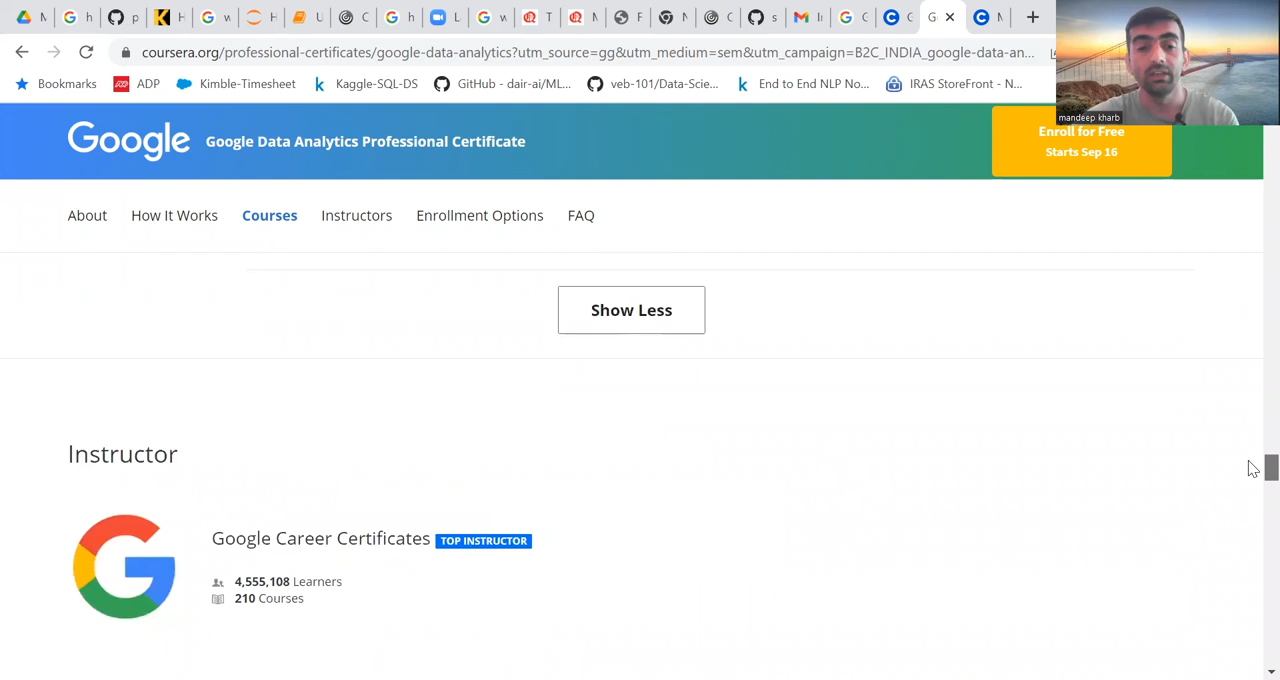 M
G h
p
K H
G w
H
U
C
G h
L
G w
T
M
F
N
C
s
M Ir
G C
C
G
N
mandeep kharb
coursera.org/professional-certificates/google-data-analytics?utm_source=gg&utm_medium=sem&utm_campaign=B2C_INDIA_google-data-an...
Bookmarks
ADP
Kimble-Timesheet
k Kaggle-SQL-DS
GitHub - dair-ai/ML...
veb-101/Data-Scie...
k End to End NLP No...
IRAS StoreFront - N...
Google
Google Data Analytics Professional Certificate
Enroll for Free
Starts Sep 16
About
How It Works
Courses
Instructors
Enrollment Options
FAQ
Show Less
Instructor
G
Google Career Certificates TOP INSTRUCTOR
4,555,108 Learners
210 Courses